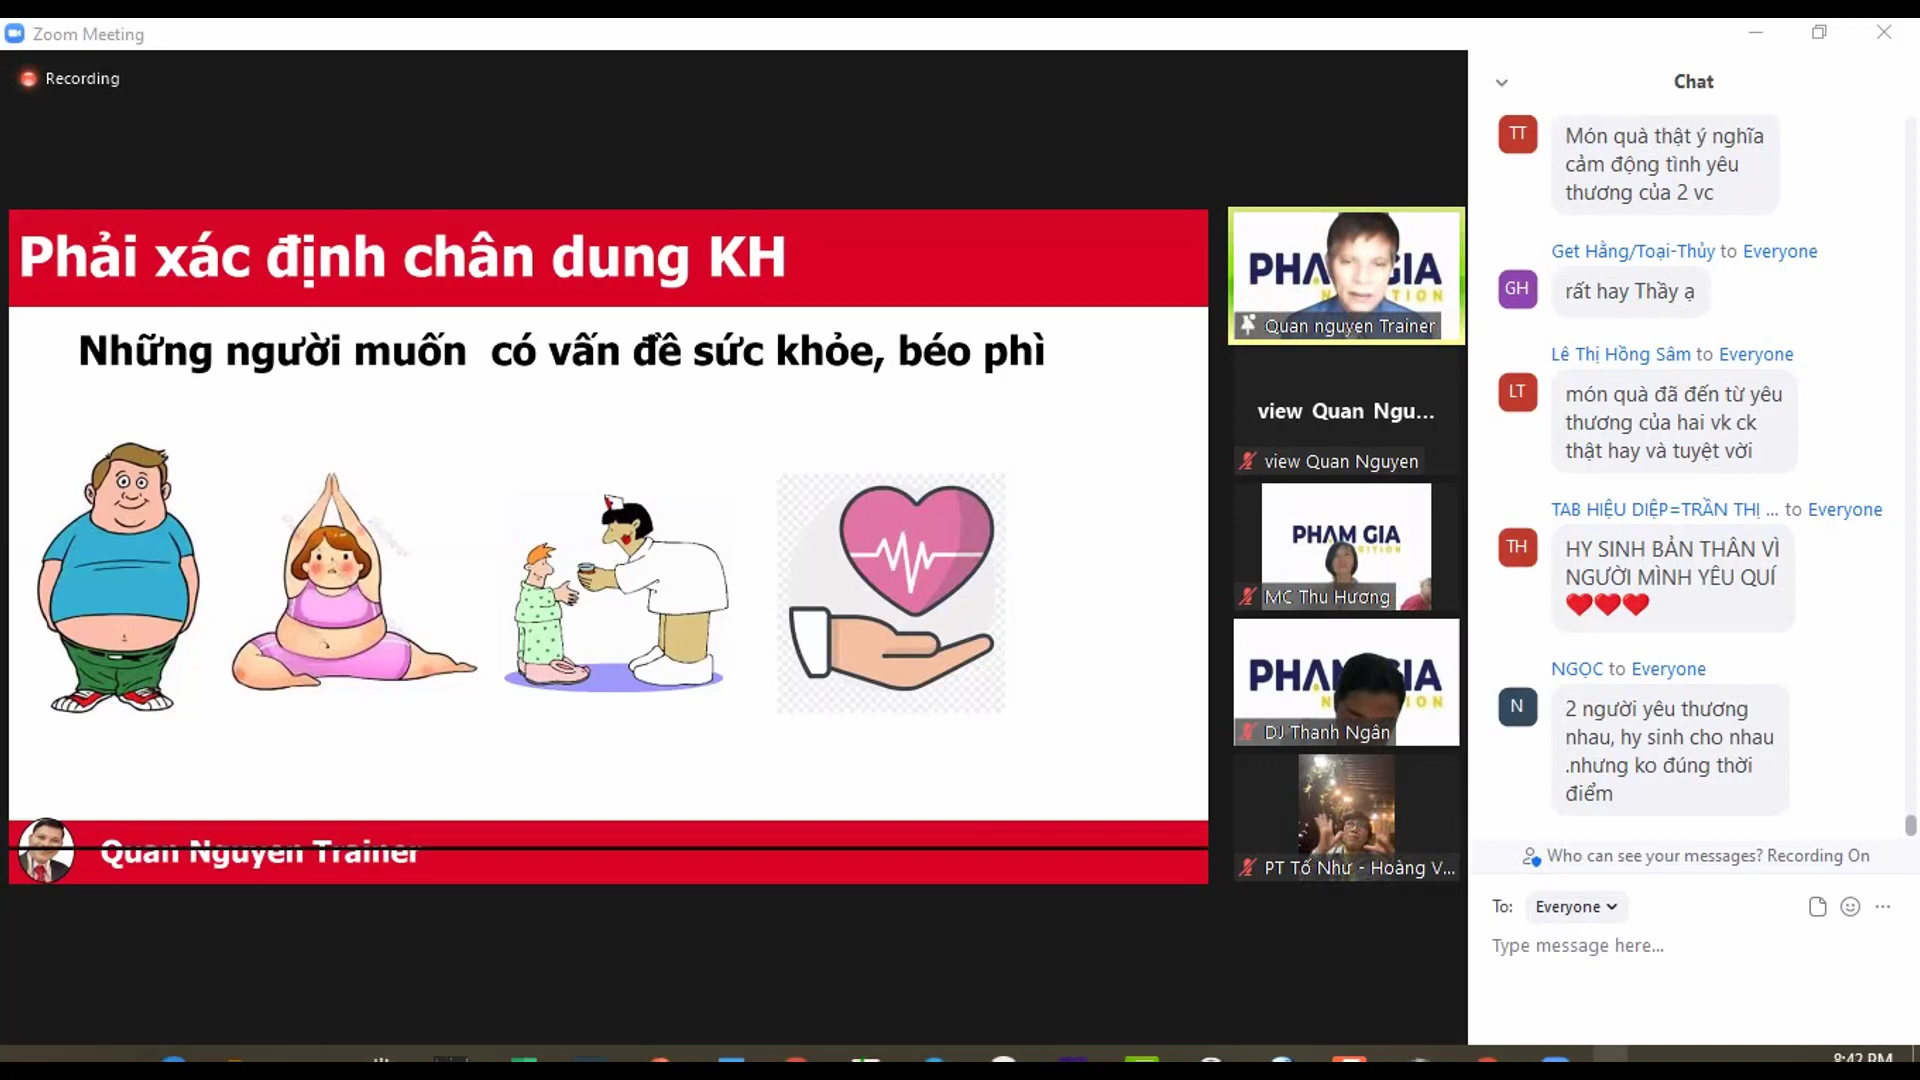 Zoom Meeting
Recording
Phải xác định chân dung KH
Những người muốn có vấn đề sức khỏe, béo phì
Quan Nguyen Trainer
Quan nguyen Trainer
view Quan Ngu...
view Quan Nguyen
PHAM GIA
MC Thu Hương
DJ Thanh Ngân
PT Tố Như - Hoàng V...
Chat
TT
Món quà thật ý nghĩa
cảm động tình yêu
thương của 2 vc
Get Hằng/Toại-Thủy to Everyone
GH
rất hay Thầy ạ
Lê Thị Hồng Sâm to Everyone
LT
món quà đã đến từ yêu
thương của hai vk ck
thật hay và tuyệt vời
TAB HIỆU DIỆP=TRẦN THỊ ... to Everyone
TH
HY SINH BẢN THÂN VÌ
NGƯỜI MÌNH YÊU QUÍ
NGỌC to Everyone
N
2 người yêu thương
nhau, hy sinh cho nhau
.nhưng ko đúng thời
điểm
Who can see your messages? Recording On
To: Everyone
Type message here...
8:42 PM